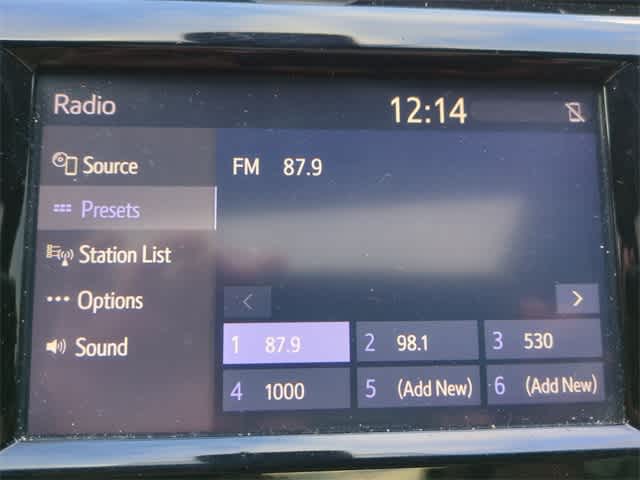 Radio 12:14
Source
FM 87.9
Presets
Station List
Options
Sound
1 87.9 2 98.1 3 530
4 1000 5 (Add New) 6 (Add New)